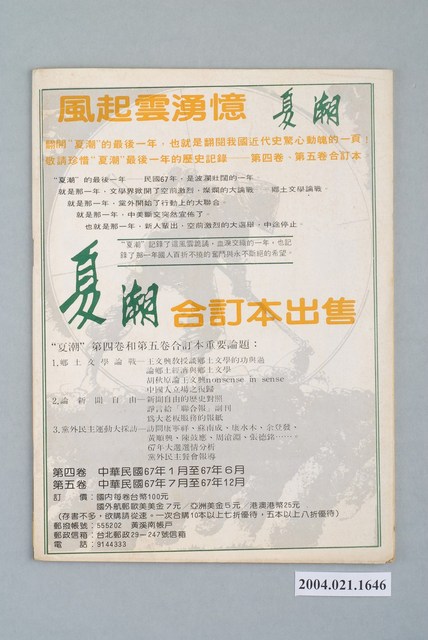 風起雲湧憶 夏潮
翻開“夏潮”的最後一年，也就是翻開我國近代史驚心動魄的一頁！
敬請珍惜“夏潮”最後一年的歷史記錄——第四卷、第五卷合訂本
“夏潮”的最後一年——民國67年，是波瀾壯闊的一年。
就是那一年，文學界掀開了空前激烈、燦爛的大論戰——鄉土文學論戰。
就是那一年，黨外開始了行動上的大聯合。
就是那一年，中美斷交突然宣佈了。
也就是那一年，新人輩出、空前激烈的大選舉，中途停止。
“夏潮”記錄了這風雲詭譎，血淚交織的一年，也記
錄了那一年國人百折不撓的奮鬥與永不斷絕的希望。
夏潮 合訂本出售
“夏潮”第四卷和第五卷合訂本重要論題：
1.鄉土文學論戰—王文興教授談鄉土文學的功與過
論鄉土經濟與鄉土文學
胡秋原論王文興nonsense in sense
中國人立場之復歸
2.論新聞自由—新聞自由的歷史對照
諍言給「聯合報」副刊
為大老板服務的報紙
3.黨外民主運動大採訪—訪問康寧祥、蘇南成、康水木、余登發、
黃順興、陳鼓應、周滄淵、張德銘……。
67年大選選情分析
黨外民主餐會報導
第四卷 中華民國67年1月至67年6月
第五卷 中華民國67年7月至67年12月
訂價：國內每卷台幣100元
國外航郵歐美美金7元／亞洲美金5元／港澳港幣25元
(存書不多，欲購請從速。一次合購10本以上七折優待，五本以上八折優待)
郵撥帳號：555202 黃溪南帳戶
郵政信箱：台北郵政29—247號信箱
電話：9144333
2004.021.1646